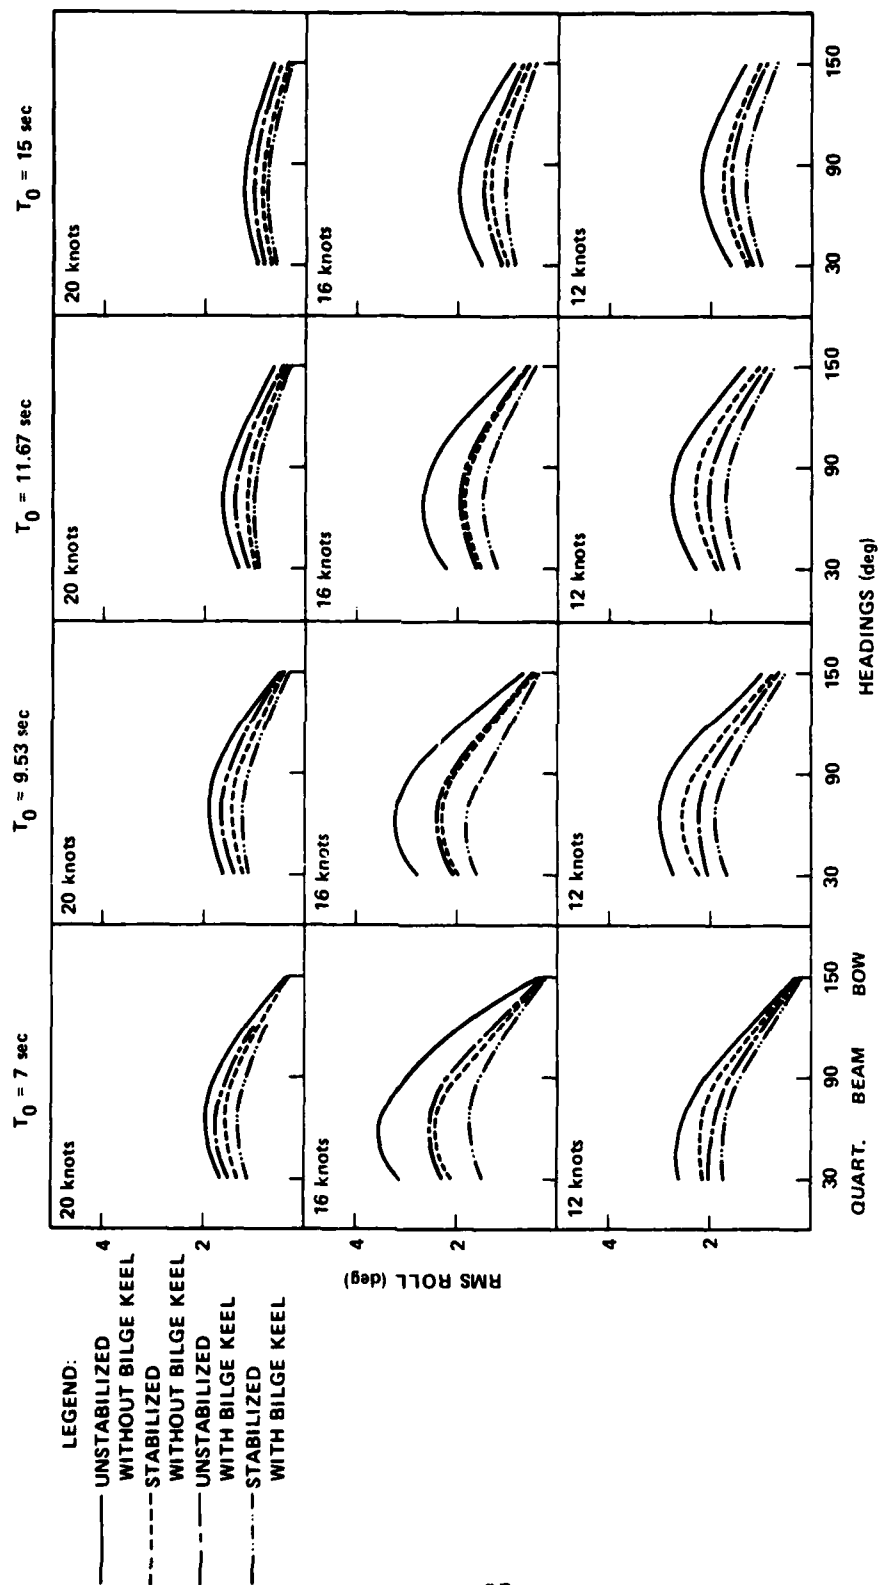 T0 = 7 sec
T0 = 9.53 sec
T0 = 11.67 sec
T0 = 15 sec
LEGEND:
UNSTABILIZED
WITHOUT BILGE KEEL
STABILIZED
WITHOUT BILGE KEEL
UNSTABILIZED
WITH BILGE KEEL
STABILIZED
WITH BILGE KEEL
RMS ROLL (deg)
4
2
20 knots
20 knots
20 knots
20 knots
4
2
16 knots
16 knots
16 knots
16 knots
4
2
12 knots
12 knots
12 knots
12 knots
30 90 150
30 90 150
30 90 150
30 90 150
QUART. BEAM BOW
HEADINGS (deg)